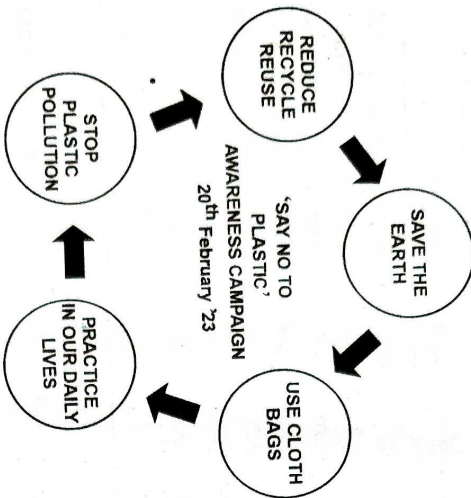 SAVE THE
EARTH
USE CLOTH
BAGS
PRACTICE
IN OUR DAILY
LIVES
STOP
PLASTIC
POLLUTION
REDUCE
RECYCLE
REUSE
‘SAY NO TO
PLASTIC’
AWARENESS CAMPAIGN
20th February ’23